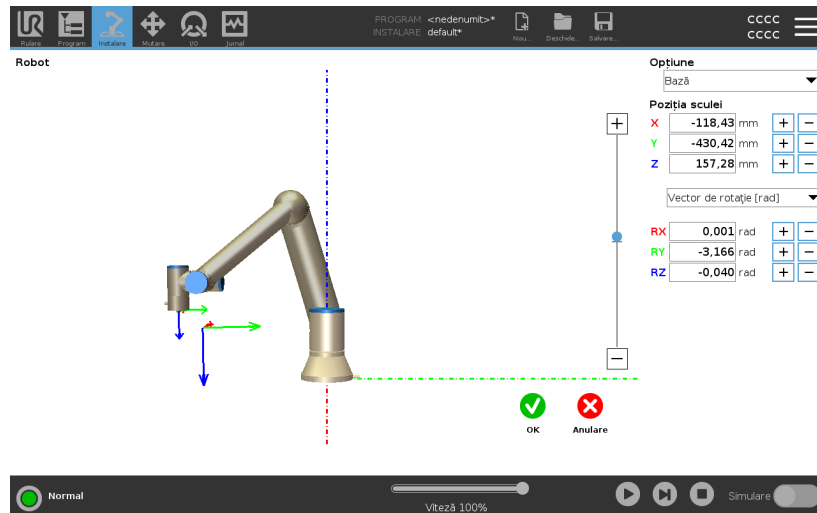 PROGRAM <nedenumit>*
INSTALARE default*
cccc
cccc
Rulare Program Instalare Mutare I/O Jurnal Nou... Deschide... Salvare...
Robot
Opțiune
Bază
Poziția sculei
X -118,43 mm + −
Y -430,42 mm + −
Z 157,28 mm + −
Vector de rotație [rad]
RX 0,001 rad + −
RY -3,166 rad + −
RZ -0,040 rad + −
+
−
OK Anulare
Normal
Viteză 100%
Simulare